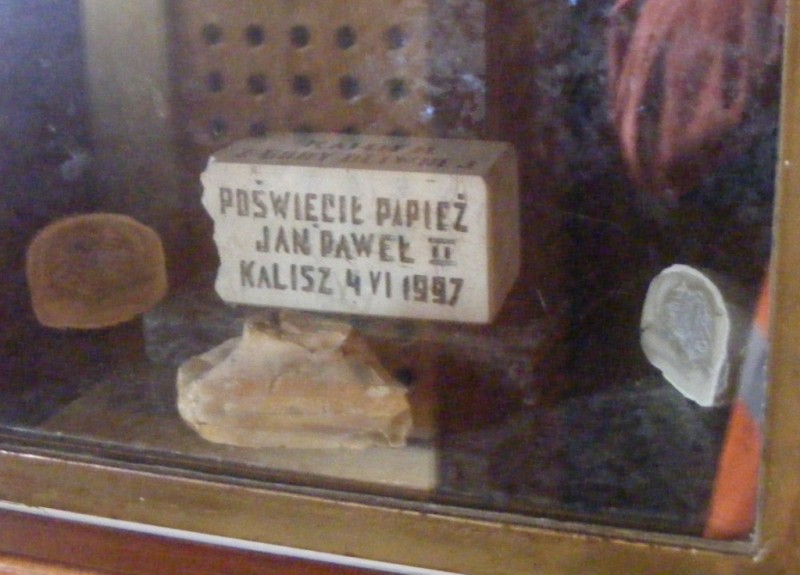 POŚWIĘCIŁ PAPIEŻ
JAN PAWEŁ II
KALISZ 4 VI 1997